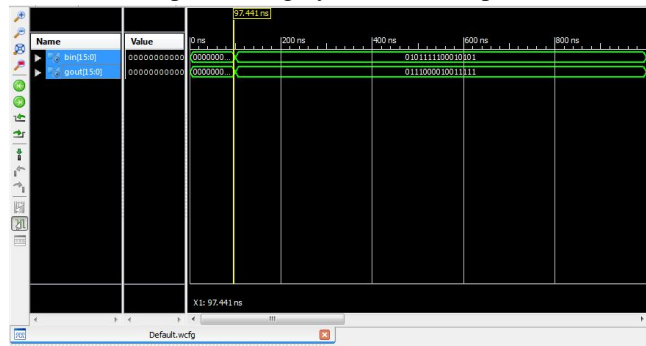 97.441 ns
Name Value 0 ns 200 ns 400 ns 600 ns 800 ns
bin[15:0] 00000000000 0000000... 0101111100010101
gout[15:0] 00000000000 0000000... 0111000010011111
X1: 97.441 ns
Default.wcfg